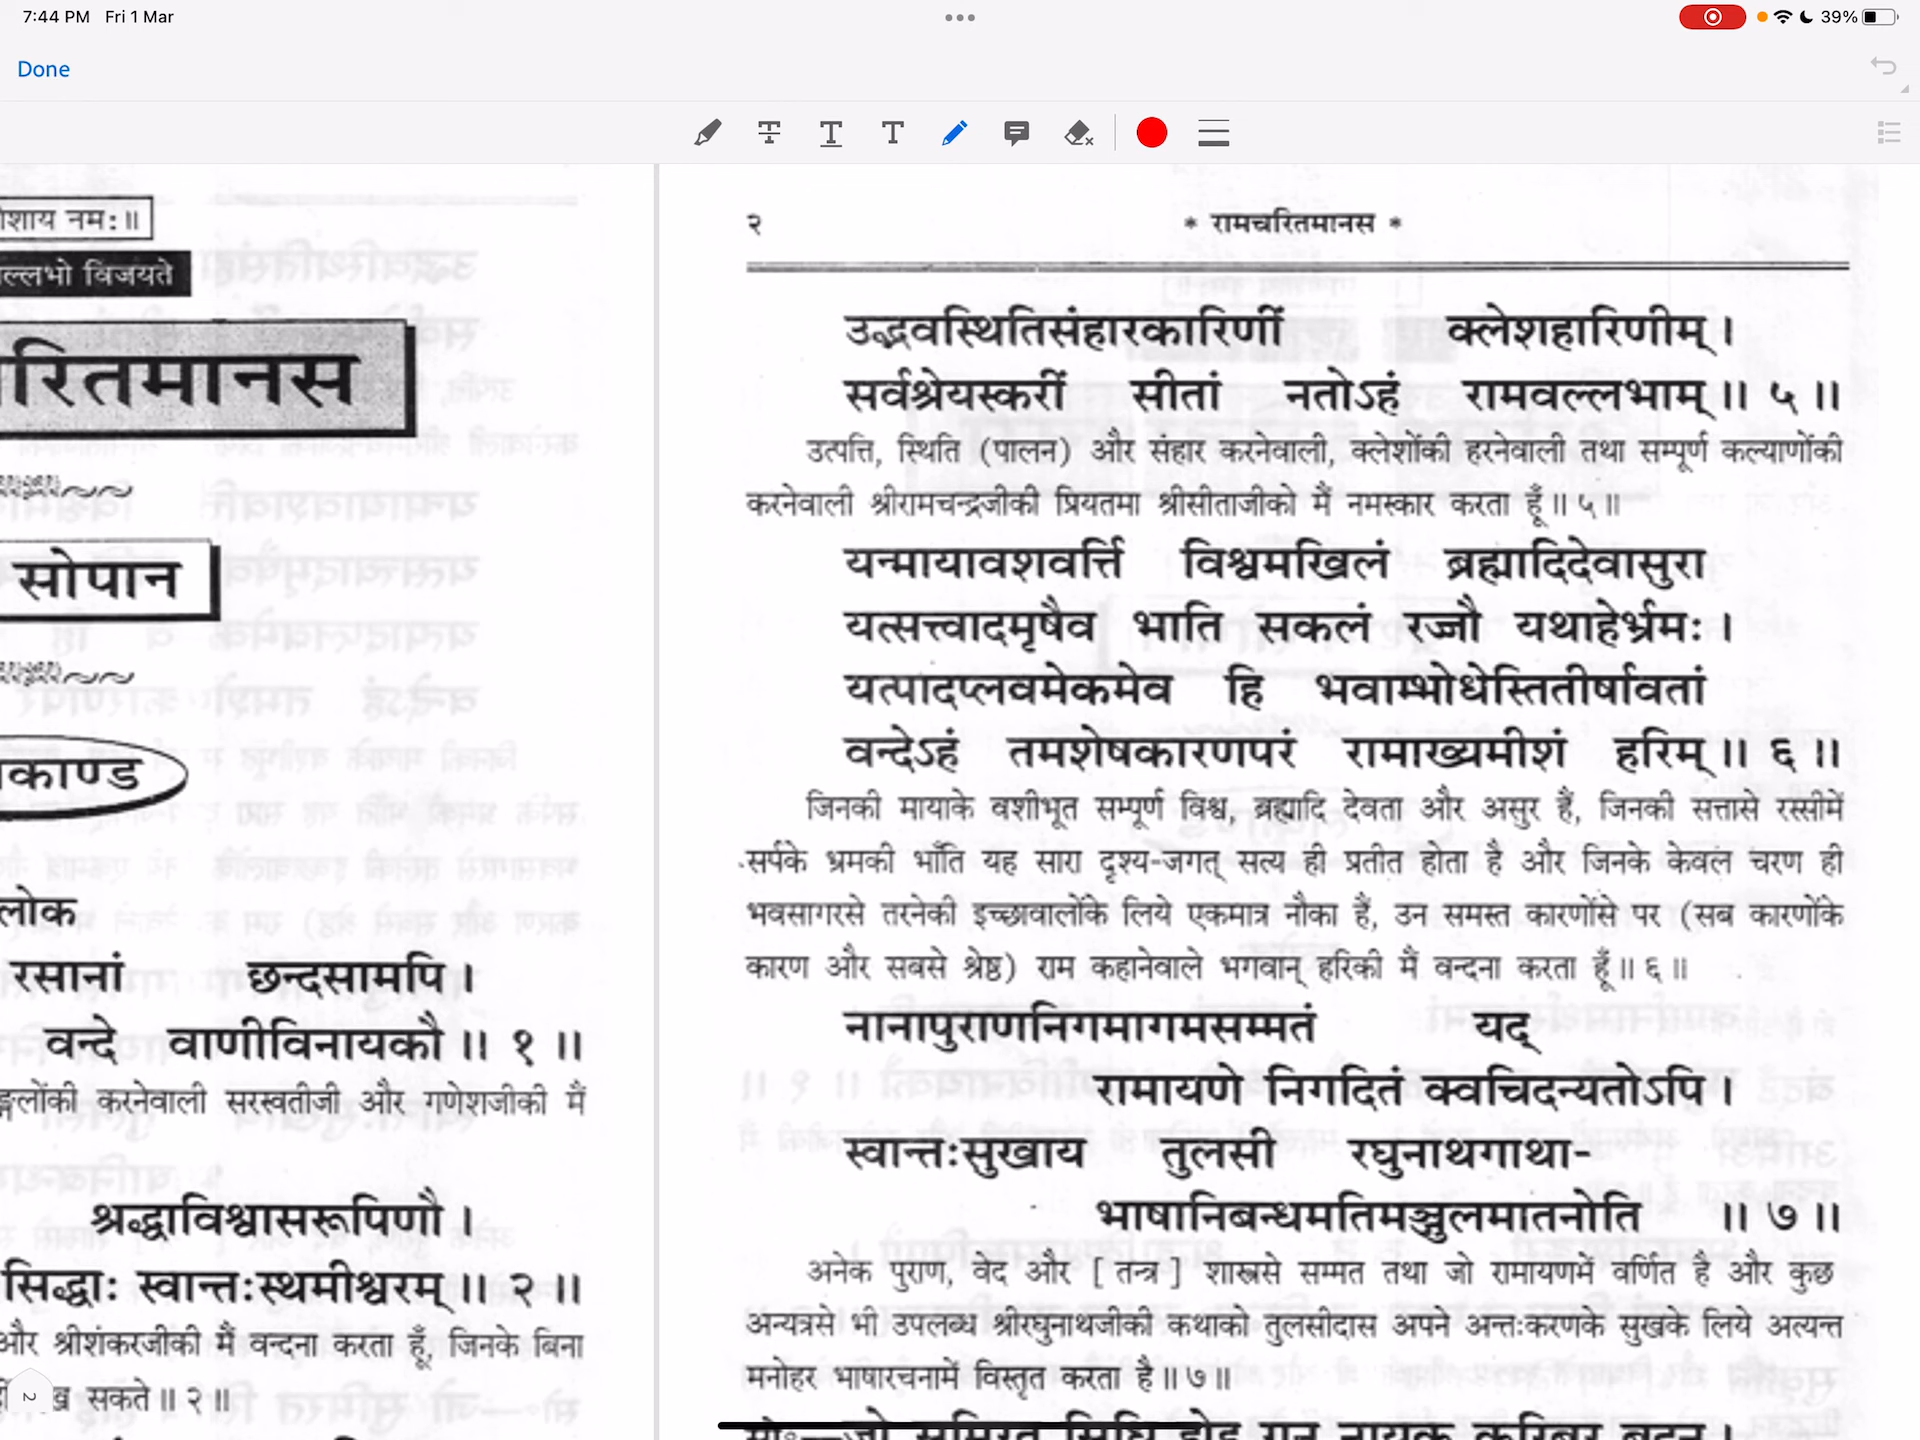 7:44 PM Fri 1 Mar
39%
Done
शाय नमः॥
ल्लभो विजयते
रितमानस
सोपान
काण्ड
लोक
रसानां छन्दसामपि।
वन्दे वाणीविनायकौ॥ १ ॥
ङ्गलोंकी करनेवाली सरस्वतीजी और गणेशजीकी मैं
श्रद्धाविश्वासरूपिणौ।
सिद्धाः स्वान्तःस्थमीश्वरम्॥ २ ॥
और श्रीशंकरजीकी मैं वन्दना करता हूँ, जिनके बिना
ख सकते॥ २॥
2
२ * रामचरितमानस *
उद्भवस्थितिसंहारकारिणीं क्लेशहारिणीम्।
सर्वश्रेयस्करीं सीतां नतोऽहं रामवल्लभाम्॥ ५ ॥
उत्पत्ति, स्थिति (पालन) और संहार करनेवाली, क्लेशोंकी हरनेवाली तथा सम्पूर्ण कल्याणोंकी
करनेवाली श्रीरामचन्द्रजीकी प्रियतमा श्रीसीताजीको मैं नमस्कार करता हूँ॥ ५॥
यन्मायावशवर्त्ति विश्वमखिलं ब्रह्मादिदेवासुरा
यत्सत्त्वादमृषैव भाति सकलं रज्जौ यथाहेर्भ्रमः।
यत्पादप्लवमेकमेव हि भवाम्भोधेस्तितीर्षावतां
वन्देऽहं तमशेषकारणपरं रामाख्यमीशं हरिम्॥ ६ ॥
जिनकी मायाके वशीभूत सम्पूर्ण विश्व, ब्रह्मादि देवता और असुर हैं, जिनकी सत्तासे रस्सीमें
सर्पके भ्रमकी भाँति यह सारा दृश्य-जगत् सत्य ही प्रतीत होता है और जिनके केवल चरण ही
भवसागरसे तरनेकी इच्छावालोंके लिये एकमात्र नौका हैं, उन समस्त कारणोंसे पर (सब कारणोंके
कारण और सबसे श्रेष्ठ) राम कहानेवाले भगवान् हरिकी मैं वन्दना करता हूँ॥ ६॥
नानापुराणनिगमागमसम्मतं यद्
रामायणे निगदितं क्वचिदन्यतोऽपि।
स्वान्तःसुखाय तुलसी रघुनाथगाथा-
भाषानिबन्धमतिमञ्जुलमातनोति ॥ ७ ॥
अनेक पुराण, वेद और [ तन्त्र ] शास्त्रसे सम्मत तथा जो रामायणमें वर्णित है और कुछ
अन्यत्रसे भी उपलब्ध श्रीरघुनाथजीकी कथाको तुलसीदास अपने अन्तःकरणके सुखके लिये अत्यन्त
मनोहर भाषारचनामें विस्तृत करता है॥ ७॥
सो०—जो सुमिरत सिधि होइ गन नायक करिबर बदन।